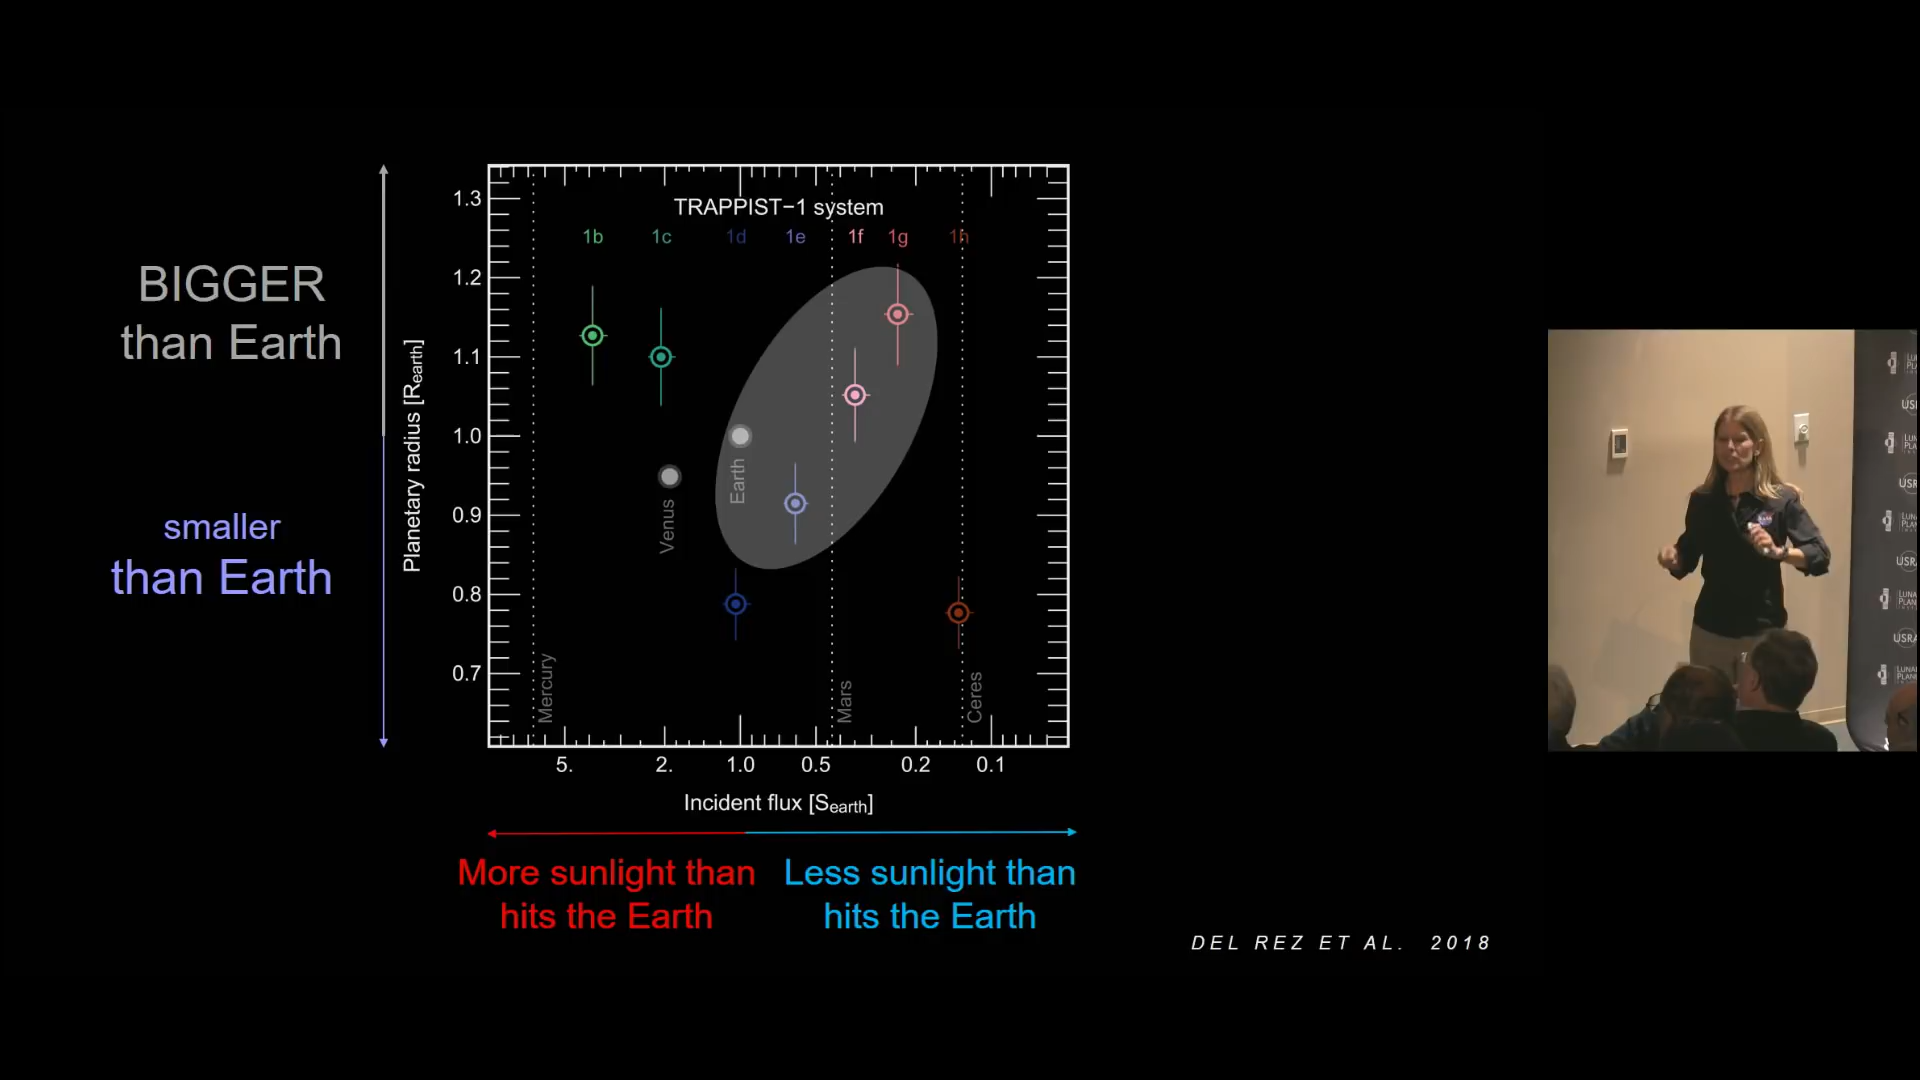 BIGGER
than Earth
smaller
than Earth
Planetary radius [Rearth]
1.3
1.2
1.1
1.0
0.9
0.8
0.7
TRAPPIST−1 system
1b 1c 1d 1e 1f 1g 1h
Earth
Venus
Mercury
Mars
Ceres
5. 2. 1.0 0.5 0.2 0.1
Incident flux [Searth]
More sunlight than
hits the Earth
Less sunlight than
hits the Earth
DEL REZ ET AL. 2018
USRA